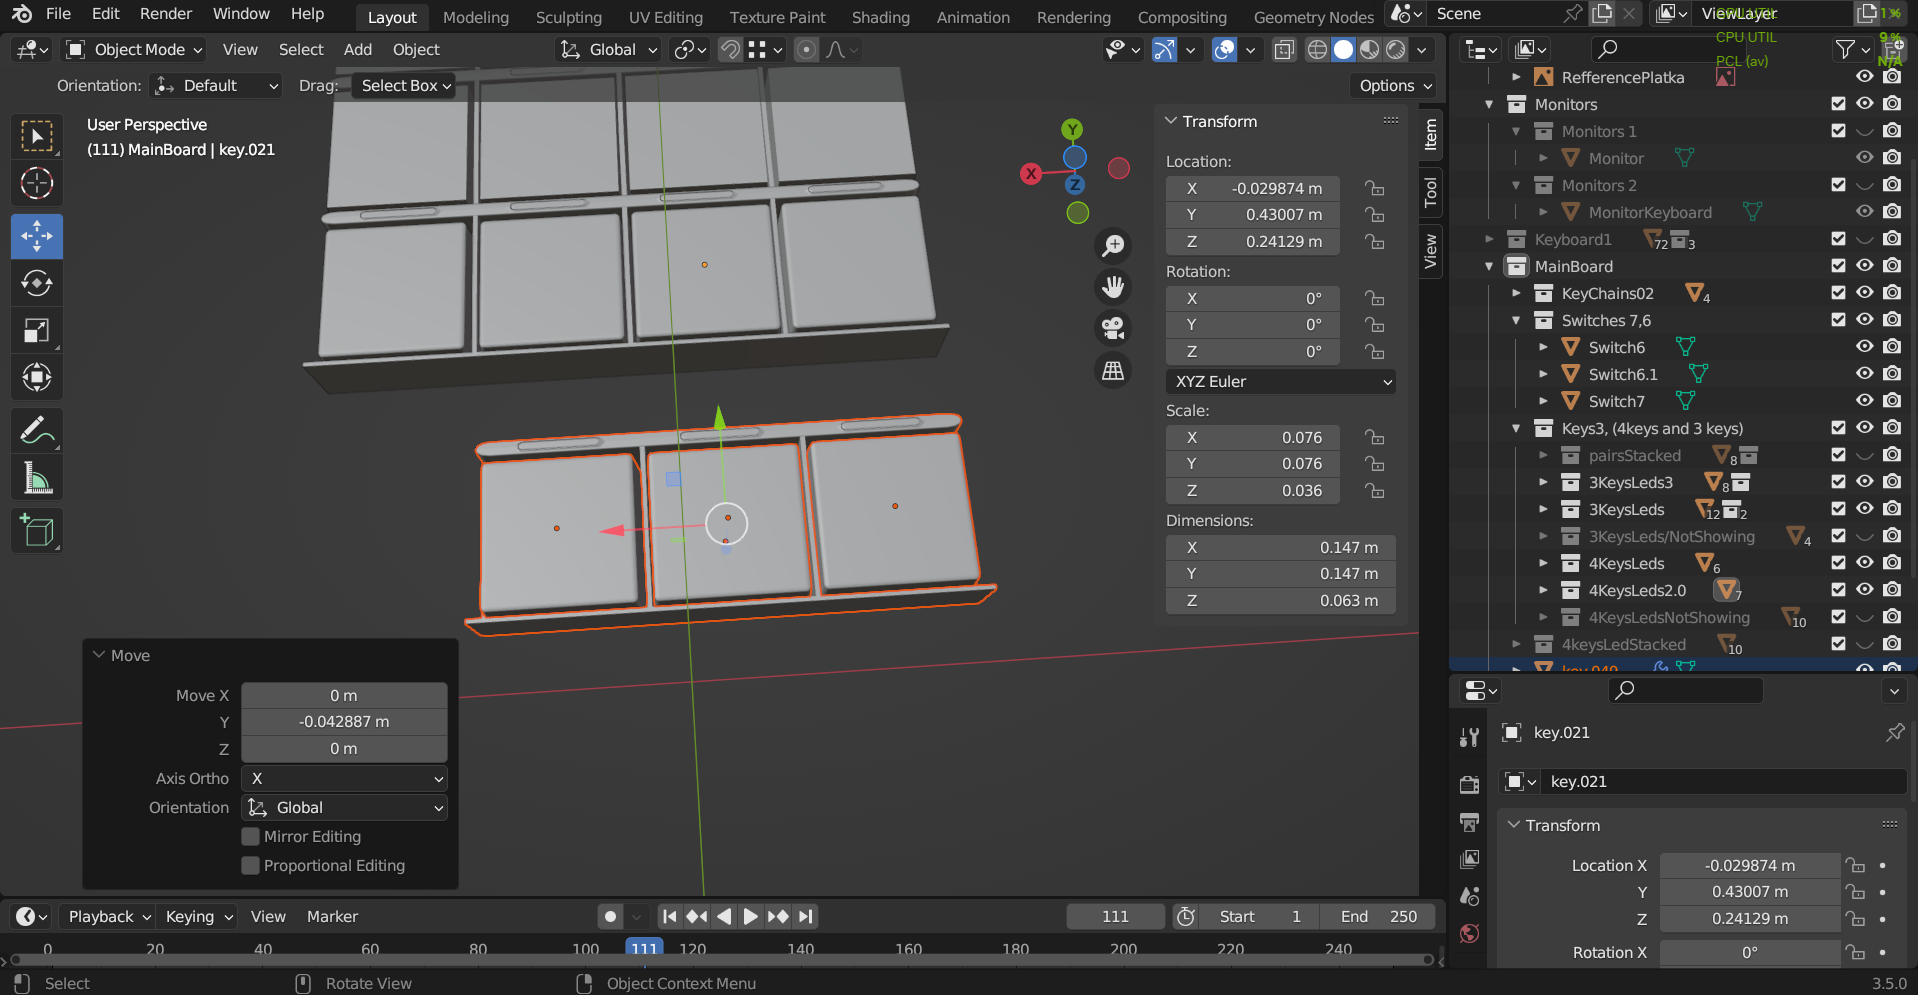 File Edit Render Window Help Layout Modeling Sculpting UV Editing Texture Paint Shading Animation Rendering Compositing Geometry Nodes Scene ViewLayer 1%
CPU UTIL 9%
PCL (av) N/A
Object Mode View Select Add Object Global
Orientation: Default Drag: Select Box Options
User Perspective
(111) MainBoard | key.021
Y
X
Z
Item
Tool
View
Transform
Location:
X -0.029874 m
Y 0.43007 m
Z 0.24129 m
Rotation:
X 0°
Y 0°
Z 0°
XYZ Euler
Scale:
X 0.076
Y 0.076
Z 0.036
Dimensions:
X 0.147 m
Y 0.147 m
Z 0.063 m
RefferencePlatka
Monitors
Monitors 1
Monitor
Monitors 2
MonitorKeyboard
Keyboard1 72 3
MainBoard
KeyChains02 4
Switches 7,6
Switch6
Switch6.1
Switch7
Keys3, (4keys and 3 keys)
pairsStacked 8
3KeysLeds3 8
3KeysLeds 12 2
3KeysLeds/NotShowing 4
4KeysLeds 6
4KeysLeds2.0 7
4KeysLedsNotShowing 10
4keysLedStacked 10
key.049
Move
Move X 0 m
Y -0.042887 m
Z 0 m
Axis Ortho X
Orientation Global
Mirror Editing
Proportional Editing
key.021
key.021
Transform
Location X -0.029874 m
Y 0.43007 m
Z 0.24129 m
Rotation X 0°
Playback Keying View Marker 111 Start 1 End 250
0 20 40 60 80 100 111 120 140 160 180 200 220 240
Select Rotate View Object Context Menu 3.5.0